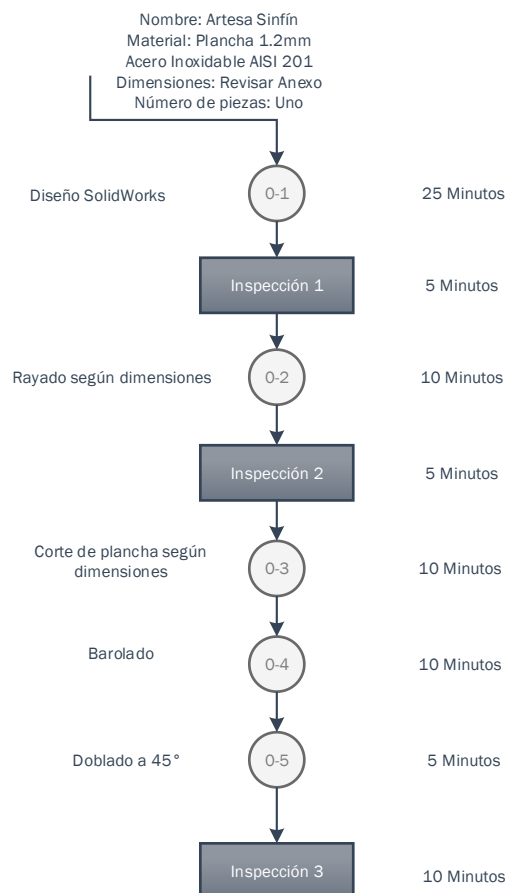 Nombre: Artesa Sinfín
Material: Plancha 1.2mm
Acero Inoxidable AISI 201
Dimensiones: Revisar Anexo
Número de piezas: Uno
Diseño SolidWorks
0-1
25 Minutos
Inspección 1
5 Minutos
Rayado según dimensiones
0-2
10 Minutos
Inspección 2
5 Minutos
Corte de plancha según
dimensiones
0-3
10 Minutos
Barolado
0-4
10 Minutos
Doblado a 45°
0-5
5 Minutos
Inspección 3
10 Minutos